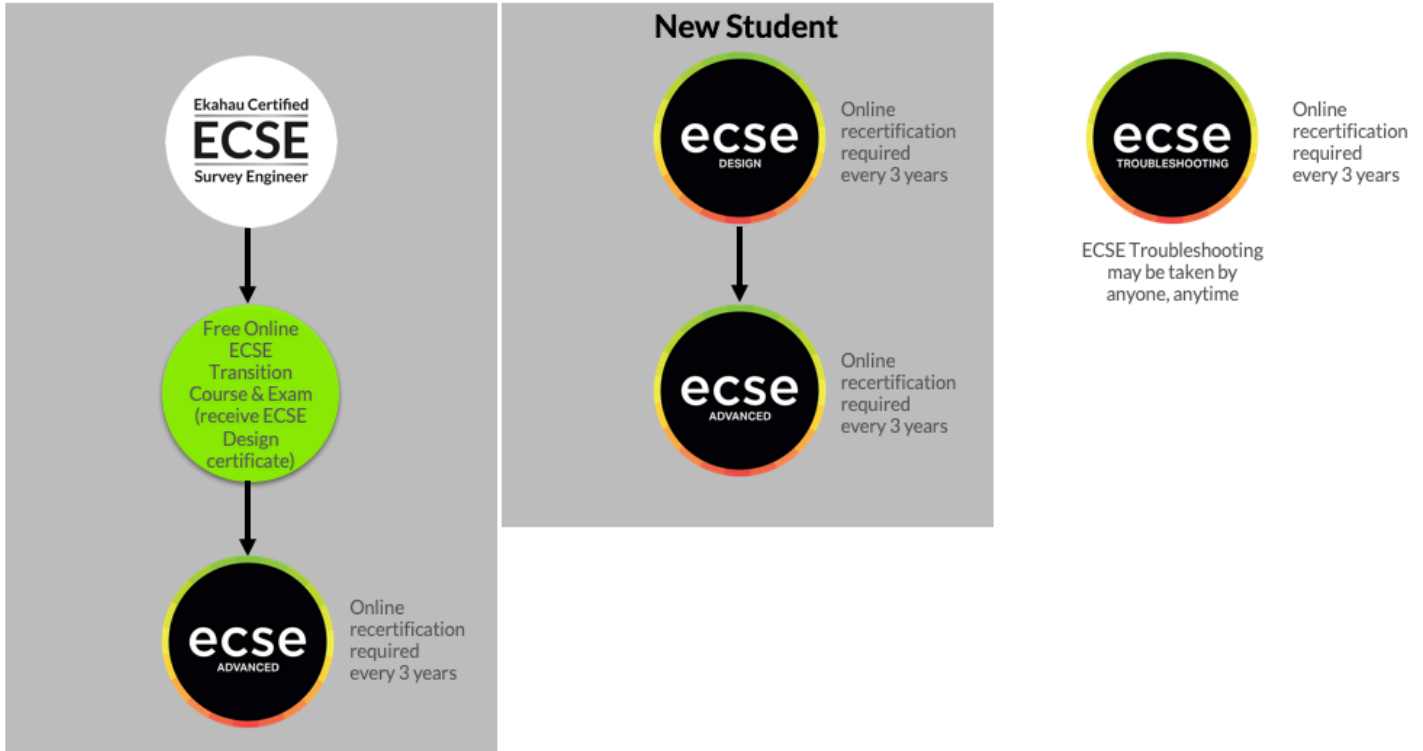 Ekahau Certified
ECSE
Survey Engineer
Free Online
ECSE
Transition
Course & Exam
(receive ECSE
Design
certificate)
ecse
ADVANCED
Online
recertification
required
every 3 years
New Student
ecse
DESIGN
Online
recertification
required
every 3 years
ecse
ADVANCED
Online
recertification
required
every 3 years
ecse
TROUBLESHOOTING
Online
recertification
required
every 3 years
ECSE Troubleshooting
may be taken by
anyone, anytime